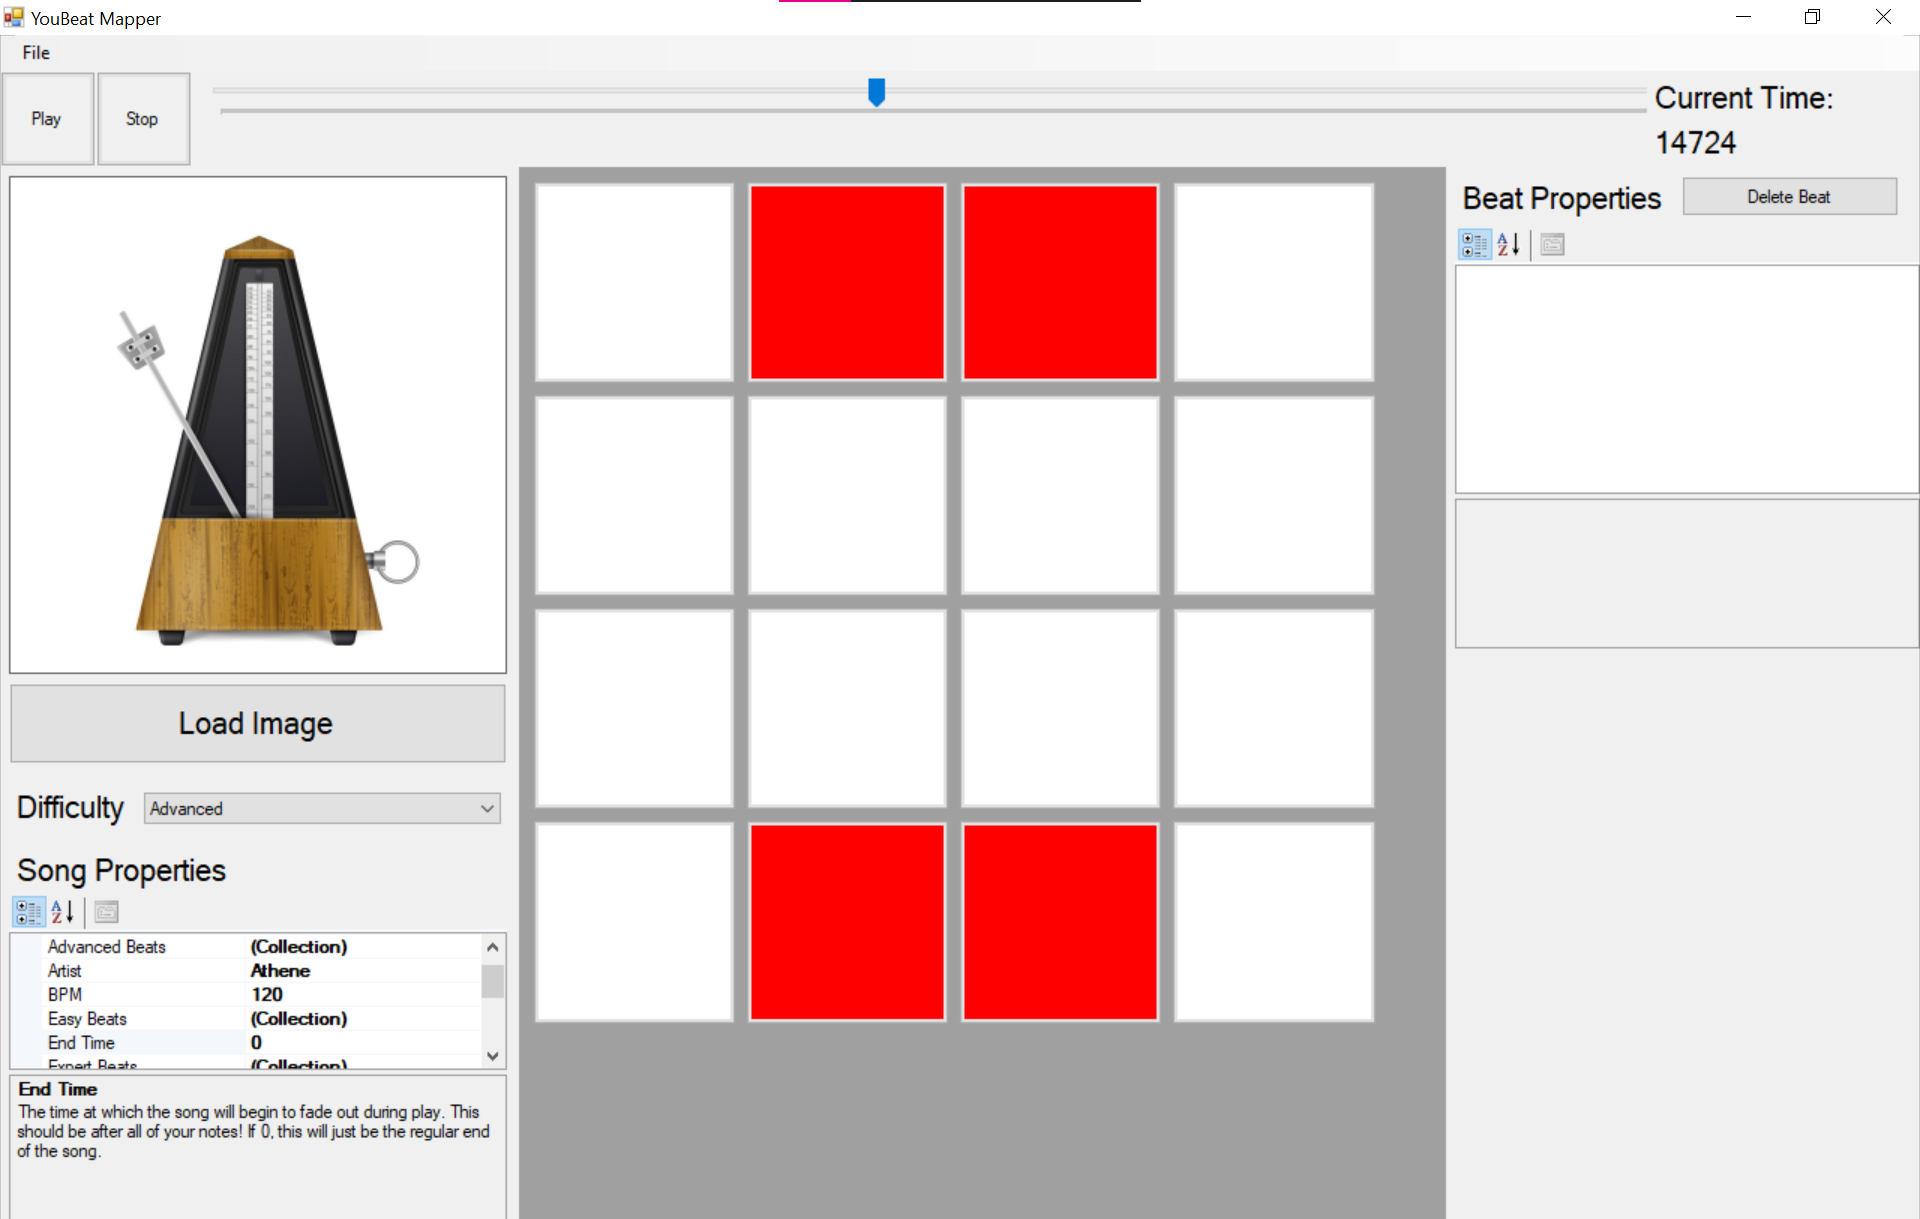 YouBeat Mapper
File
Play
Stop
Current Time:
14724
Beat Properties
Delete Beat
Load Image
Difficulty
Advanced
Song Properties
Advanced Beats (Collection)
Artist Athene
BPM 120
Easy Beats (Collection)
End Time 0
Expert Beats (Collection)
End Time
The time at which the song will begin to fade out during play. This
should be after all of your notes! If 0, this will just be the regular end
of the song.